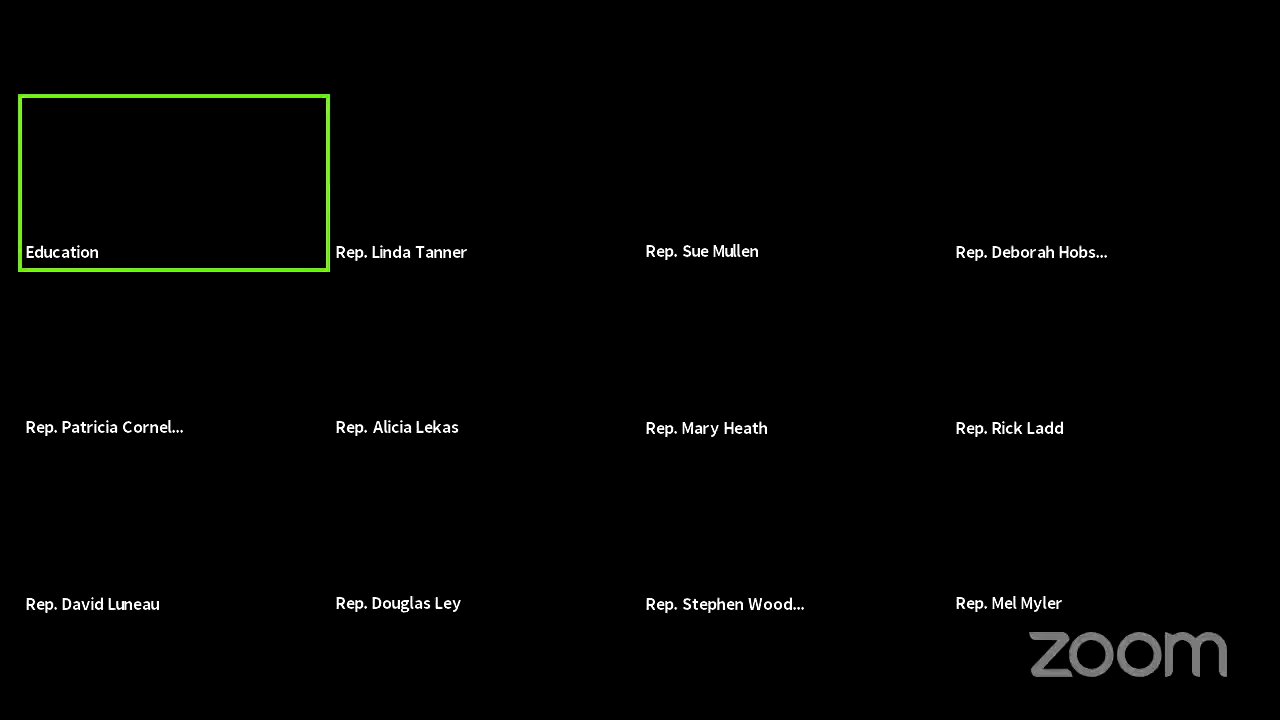 Education
Rep. Linda Tanner
Rep. Sue Mullen
Rep. Deborah Hobs...
Rep. Patricia Cornel...
Rep. Alicia Lekas
Rep. Mary Heath
Rep. Rick Ladd
Rep. David Luneau
Rep. Douglas Ley
Rep. Stephen Wood...
Rep. Mel Myler
zoom